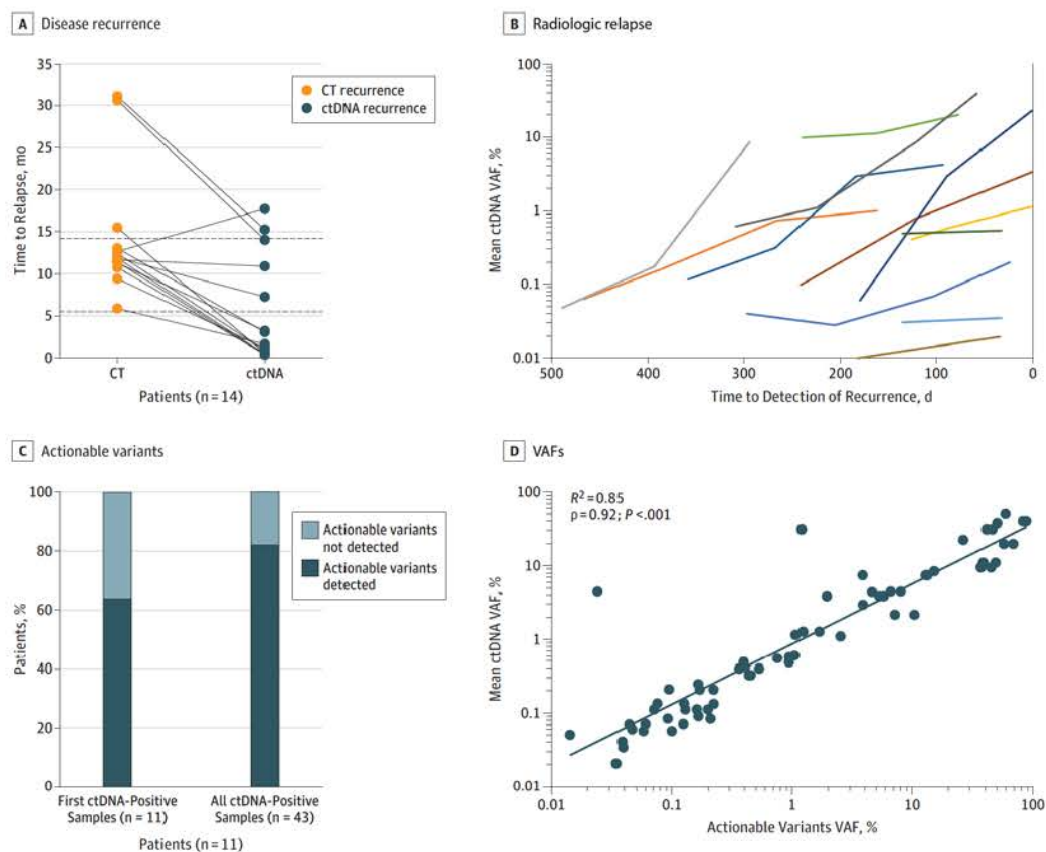 A Disease recurrence
35
30
25
20
15
10
5
0
Time to Relapse, mo
CT recurrence
ctDNA recurrence
CT
ctDNA
Patients (n = 14)
B Radiologic relapse
100
10
1
0.1
0.01
Mean ctDNA VAF, %
500
400
300
200
100
0
Time to Detection of Recurrence, d
C Actionable variants
100
80
60
40
20
0
Patients, %
Actionable variants
not detected
Actionable variants
detected
First ctDNA-Positive
Samples (n = 11)
All ctDNA-Positive
Samples (n = 43)
Patients (n = 11)
D VAFs
R² = 0.85
ρ = 0.92; P <.001
100
10
1
0.1
0.01
Mean ctDNA VAF, %
0.01
0.1
1
10
100
Actionable Variants VAF, %